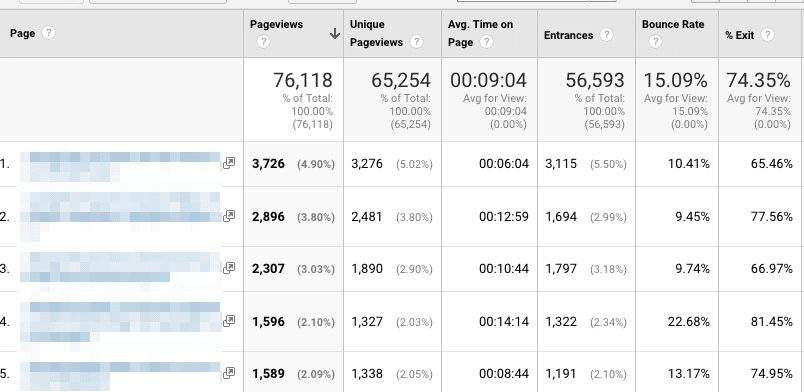 Page ? Pageviews ? Unique Pageviews ? Avg. Time on Page ? Entrances ? Bounce Rate ? % Exit ?
76,118 65,254 00:09:04 56,593 15.09% 74.35%
% of Total: % of Total: Avg for View: % of Total: Avg for View: Avg for View:
100.00% 100.00% 00:09:04 100.00% 15.09% 74.35%
(76,118) (65,254) (0.00%) (56,593) (0.00%) (0.00%)
1. 3,726 (4.90%) 3,276 (5.02%) 00:06:04 3,115 (5.50%) 10.41% 65.46%
2. 2,896 (3.80%) 2,481 (3.80%) 00:12:59 1,694 (2.99%) 9.45% 77.56%
3. 2,307 (3.03%) 1,890 (2.90%) 00:10:44 1,797 (3.18%) 9.74% 66.97%
4. 1,596 (2.10%) 1,327 (2.03%) 00:14:14 1,322 (2.34%) 22.68% 81.45%
5. 1,589 (2.09%) 1,338 (2.05%) 00:08:44 1,191 (2.10%) 13.17% 74.95%